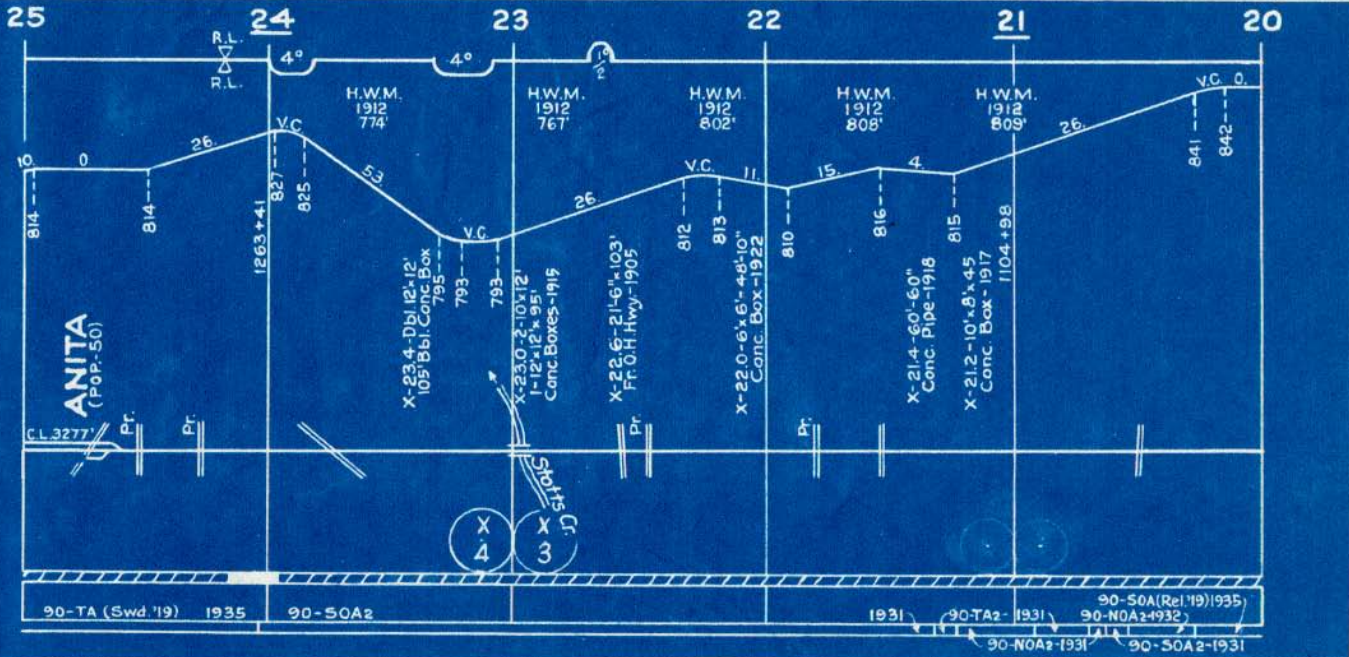 25 24 23 22 21 20
R.L.
R.L.
4°
4°
1°
1/2
H.W.M.
1912
774'
H.W.M.
1912
767'
H.W.M.
1912
802'
H.W.M.
1912
808'
H.W.M.
1912
809'
10.
0
26.
V.C.
53.
V.C.
26.
V.C.
11.
15.
4.
26.
V.C.
0.
814
814
827
825
795
793
793
812
813
810
816
815
841
842
1263+41
1104+98
ANITA
(POP.-50)
X-23.4-Dbl.12'x12'
105' Bbl. Conc. Box
X-23.0-2-10'x12'
1-12'x12'x95'
Conc. Boxes-1915
X-22.6-21'-6"x103'
Fr. O.H. Hwy.-1905
X-22.0-6'x6'-48'-10"
Conc. Box-1922
X-21.4-60'-60"
Conc. Pipe-1918
X-21.2-10'x8'x45
Conc. Box-1917
C.L.3277'
Pr.
Pr.
Pr.
Pr.
Stotts Cr.
X
4
X
3
90-TA (Swd.'19) 1935
90-SOA2
1931
90-TA2-1931
90-NOA2-1931
90-NOA2-1932
90-SOA2-1931
90-SOA(Rel.'19)1935